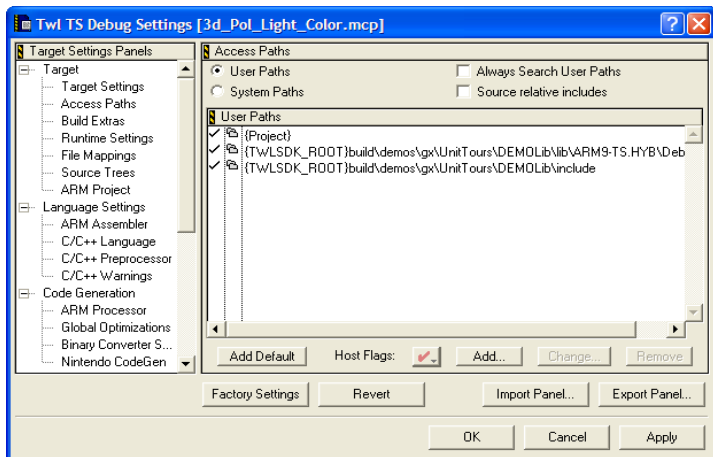 Twl TS Debug Settings [3d_Pol_Light_Color.mcp]
Target Settings Panels
Target
Target Settings
Access Paths
Build Extras
Runtime Settings
File Mappings
Source Trees
ARM Project
Language Settings
ARM Assembler
C/C++ Language
C/C++ Preprocessor
C/C++ Warnings
Code Generation
ARM Processor
Global Optimizations
Binary Converter S...
Nintendo CodeGen
Access Paths
User Paths
Always Search User Paths
System Paths
Source relative includes
User Paths
{Project}
{TWLSDK_ROOT}build\demos\gx\UnitTours\DEMOLib\lib\ARM9-TS.HYB\Deb
{TWLSDK_ROOT}build\demos\gx\UnitTours\DEMOLib\include
Add Default
Host Flags:
Add...
Change...
Remove
Factory Settings
Revert
Import Panel...
Export Panel...
OK
Cancel
Apply